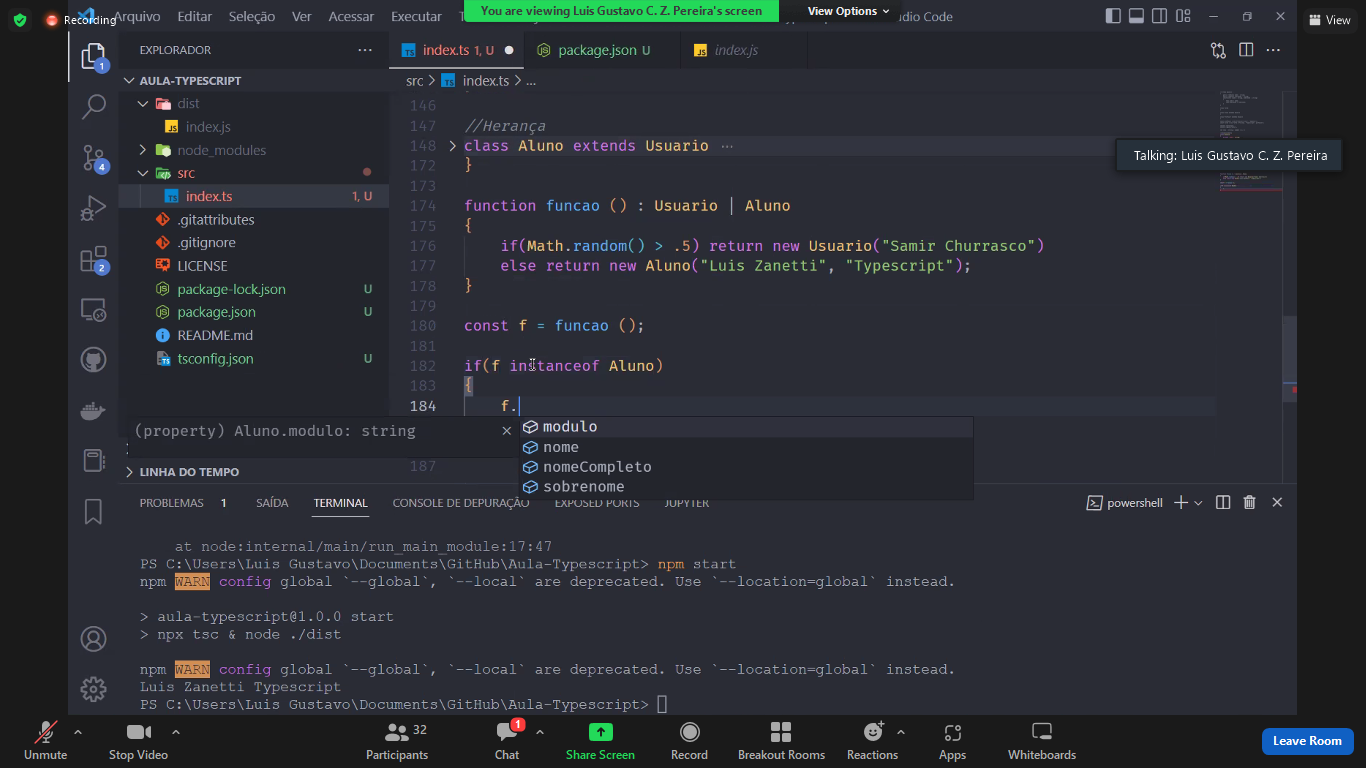 Recording
Arquivo Editar Seleção Ver Acessar Executar
You are viewing Luis Gustavo C. Z. Pereira's screen
View Options
dio Code
View
EXPLORADOR
1
AULA-TYPESCRIPT
dist
index.js
node_modules
src
index.ts 1, U
.gitattributes
.gitignore
LICENSE
package-lock.json U
package.json U
README.md
tsconfig.json U
4
2
LINHA DO TEMPO
index.ts 1, U
package.json U
index.js
src > index.ts > ...
146
147 //Herança
148 class Aluno extends Usuario ...
172 }
173
174 function funcao () : Usuario | Aluno
175 {
176 if(Math.random() > .5) return new Usuario("Samir Churrasco")
177 else return new Aluno("Luis Zanetti", "Typescript");
178 }
179
180 const f = funcao ();
181
182 if(f instanceof Aluno)
183 {
184 f.
187
Talking: Luis Gustavo C. Z. Pereira
(property) Aluno.modulo: string
modulo
nome
nomeCompleto
sobrenome
PROBLEMAS 1 SAÍDA TERMINAL CONSOLE DE DEPURAÇÃO EXPOSED PORTS JUPYTER
powershell
at node:internal/main/run_main_module:17:47
PS C:\Users\Luis Gustavo\Documents\GitHub\Aula-Typescript> npm start
npm WARN config global `--global`, `--local` are deprecated. Use `--location=global` instead.
> aula-typescript@1.0.0 start
> npx tsc & node ./dist
npm WARN config global `--global`, `--local` are deprecated. Use `--location=global` instead.
Luis Zanetti Typescript
PS C:\Users\Luis Gustavo\Documents\GitHub\Aula-Typescript>
Unmute
Stop Video
32
Participants
1
Chat
Share Screen
Record
Breakout Rooms
Reactions
Apps
Whiteboards
Leave Room